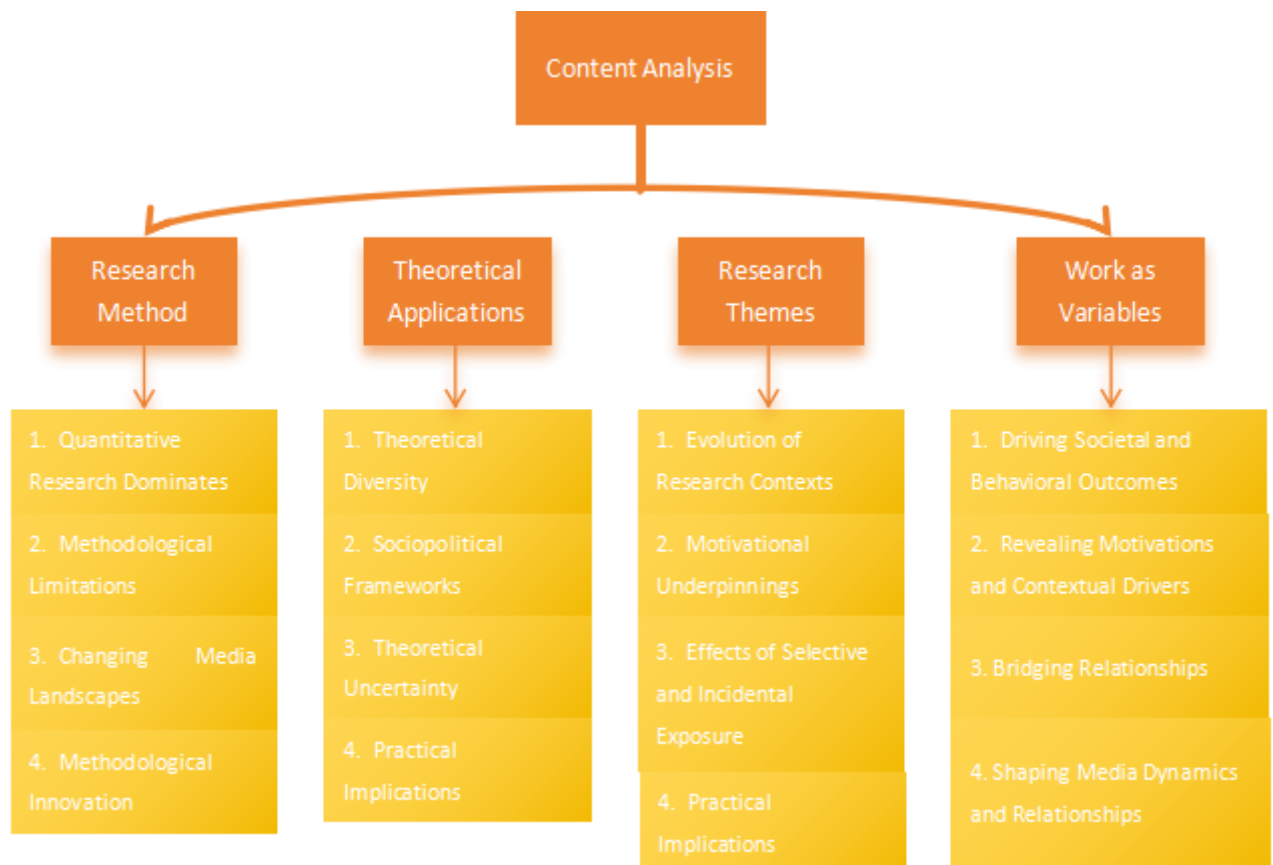 Content Analysis
Research
Method
Theoretical
Applications
Research
Themes
Work as
Variables
1. Quantitative
Research Dominates
2. Methodological
Limitations
3. Changing Media
Landscapes
4. Methodological
Innovation
1. Theoretical
Diversity
2. Sociopolitical
Frameworks
3. Theoretical
Uncertainty
4. Practical
Implications
1. Evolution of
Research Contexts
2. Motivational
Underpinnings
3. Effects of Selective
and Incidental
Exposure
4. Practical
Implications
1. Driving Societal and
Behavioral Outcomes
2. Revealing Motivations
and Contextual Drivers
3. Bridging Relationships
4. Shaping Media Dynamics
and Relationships